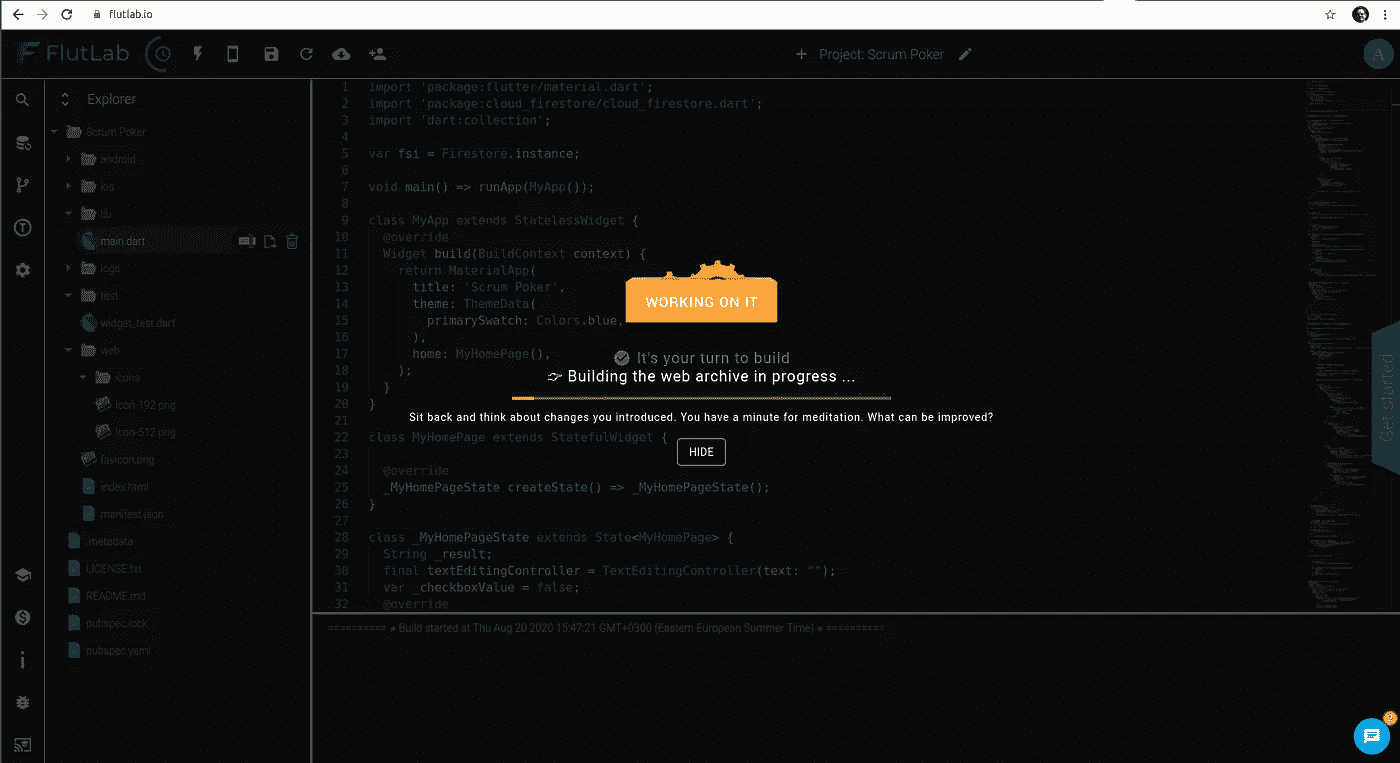 flutlab.io
FlutLab
Project: Scrum Poker
A
Explorer
Scrum Poker
android
ios
lib
main.dart
logs
test
widget_test.dart
web
icons
Icon-192.png
Icon-512.png
favicon.png
index.html
manifest.json
.metadata
LICENSE.txt
README.md
pubspec.lock
pubspec.yaml
1 import 'package:flutter/material.dart';
2 import 'package:cloud_firestore/cloud_firestore.dart';
3 import 'dart:collection';
4
5 var fsi = Firestore.instance;
6
7 void main() => runApp(MyApp());
8
9 class MyApp extends StatelessWidget {
10 @override
11 Widget build(BuildContext context) {
12 return MaterialApp(
13 title: 'Scrum Poker',
14 theme: ThemeData(
15 primarySwatch: Colors.blue,
16 ),
17 home: MyHomePage(),
18 );
19 }
20 }
21
22 class MyHomePage extends StatefulWidget {
23
24 @override
25 _MyHomePageState createState() => _MyHomePageState();
26 }
27
28 class _MyHomePageState extends State<MyHomePage> {
29 String _result;
30 final textEditingController = TextEditingController(text: "");
31 var _checkboxValue = false;
32 @override
WORKING ON IT
It's your turn to build
Building the web archive in progress ...
Sit back and think about changes you introduced. You have a minute for meditation. What can be improved?
HIDE
Get started
========== * Build started at Thu Aug 20 2020 15:47:21 GMT+0300 (Eastern European Summer Time) * ==========